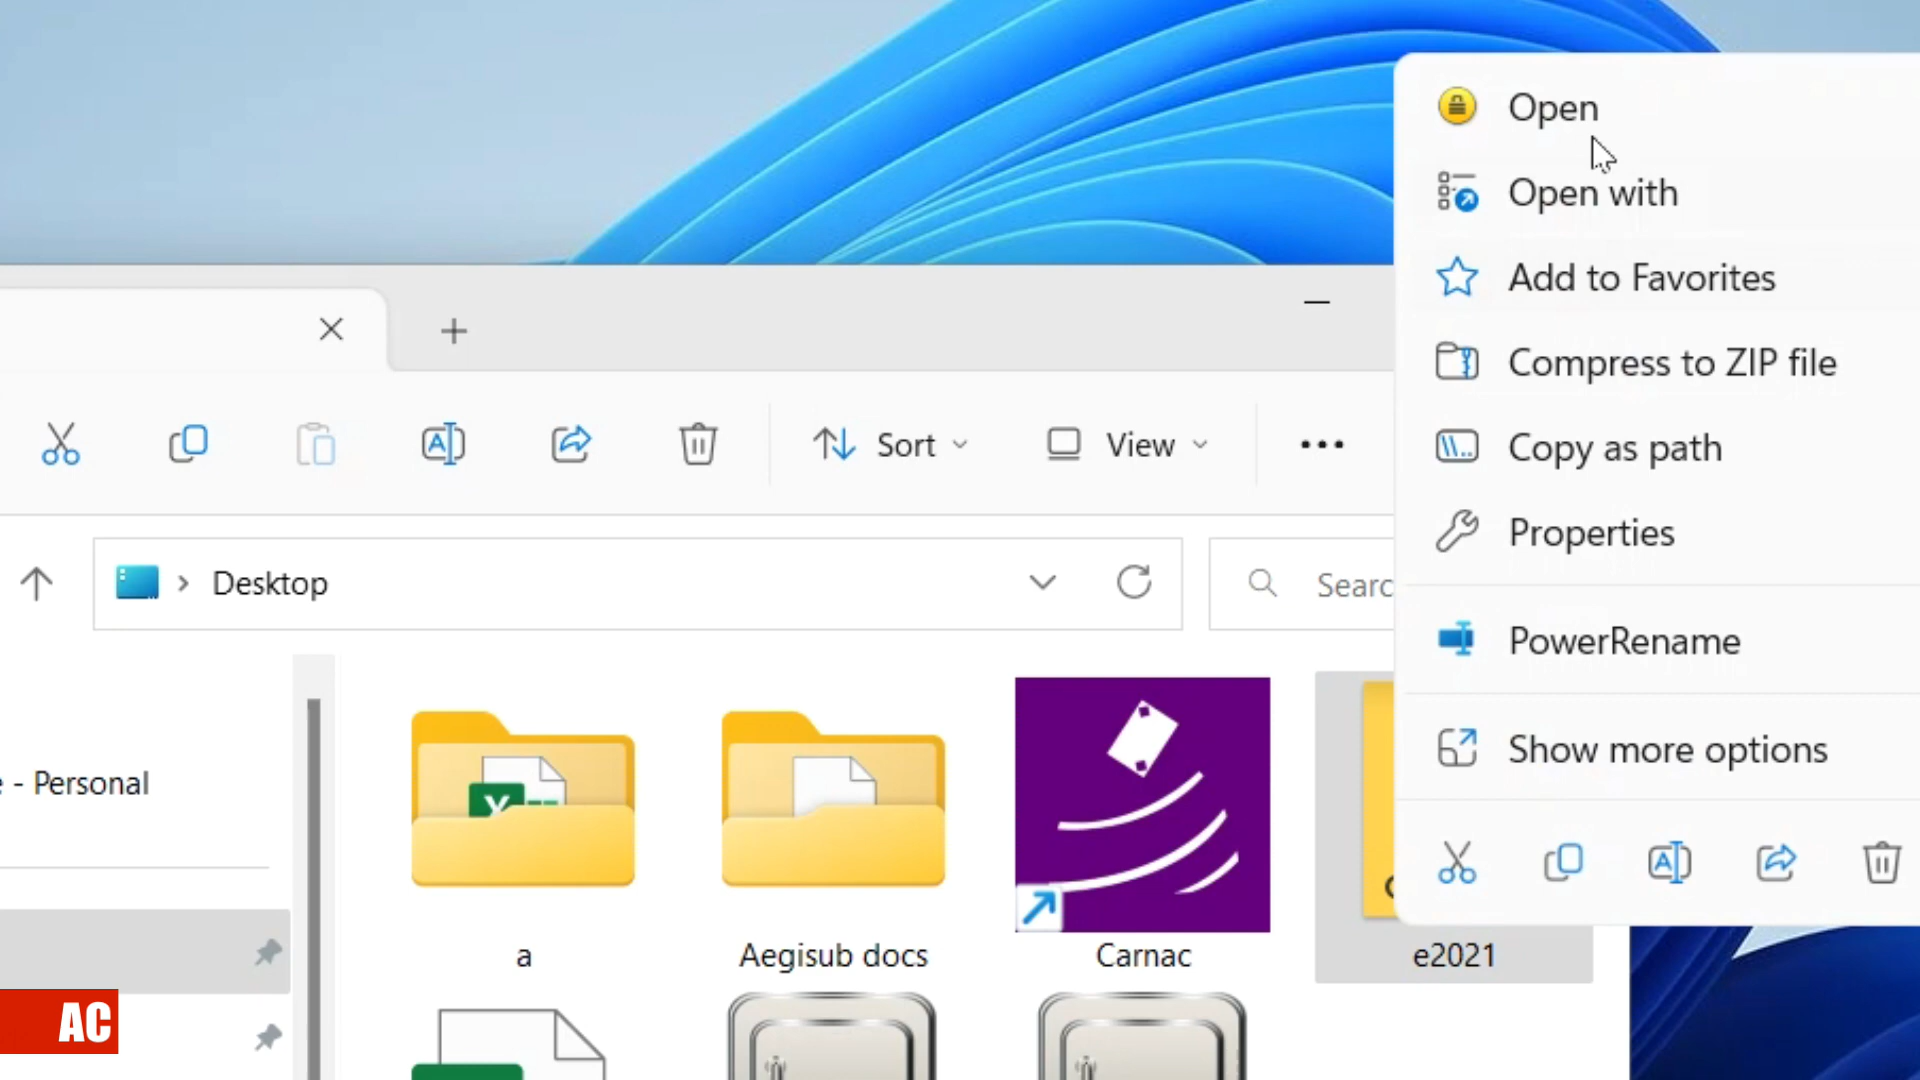 Open
Open with
Add to Favorites
Compress to ZIP file
Copy as path
Properties
PowerRename
Show more options
Sort
View
Desktop
Searc
- Personal
a
Aegisub docs
Carnac
e2021
AC